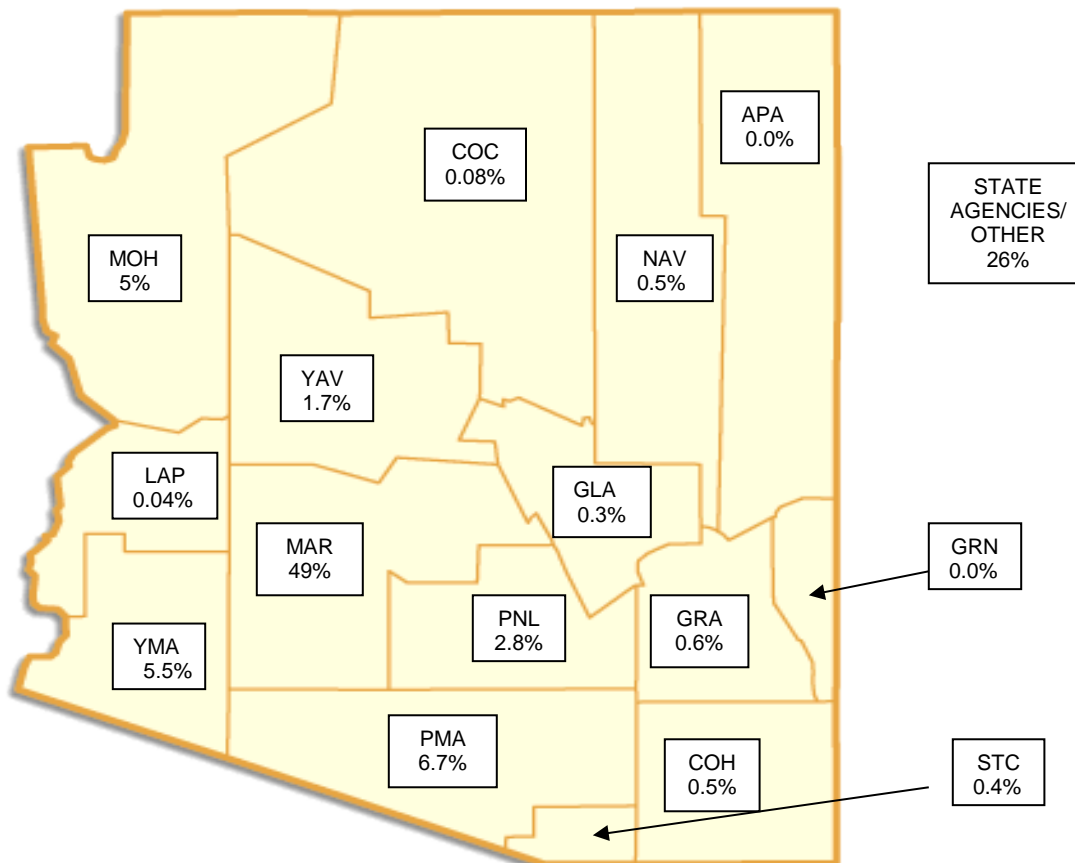 APA
0.0%
COC
0.08%
STATE
AGENCIES/
OTHER
26%
MOH
5%
NAV
0.5%
YAV
1.7%
LAP
0.04%
GLA
0.3%
MAR
49%
GRN
0.0%
PNL
2.8%
GRA
0.6%
YMA
5.5%
PMA
6.7%
COH
0.5%
STC
0.4%